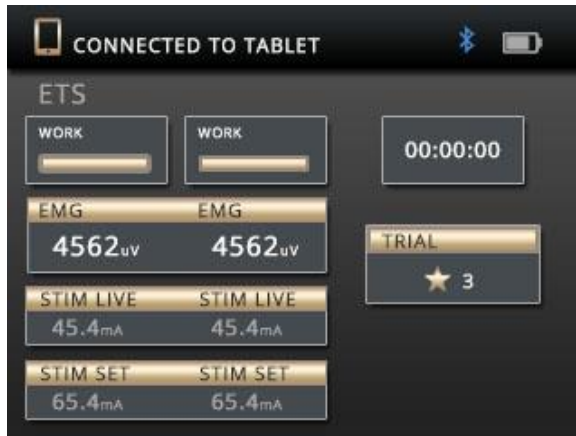 CONNECTED TO TABLET
ETS
WORK WORK 00:00:00
EMG EMG
4562uV 4562uV
TRIAL
3
STIM LIVE STIM LIVE
45.4mA 45.4mA
STIM SET STIM SET
65.4mA 65.4mA